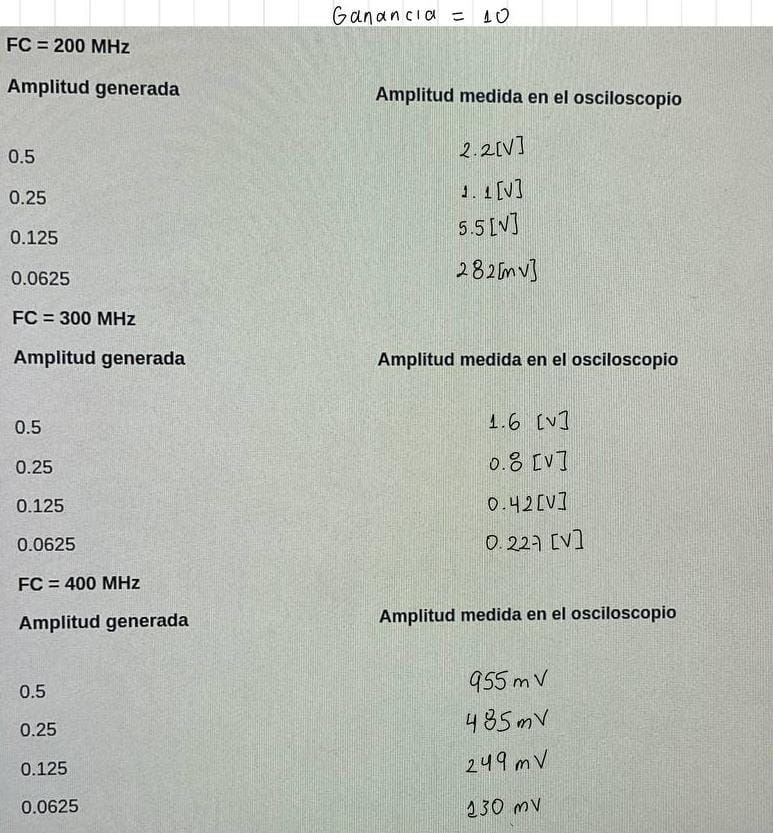 Ganancia = 10
FC = 200 MHz
Amplitud generada Amplitud medida en el osciloscopio
0.5 2.2[V]
0.25 1.1[V]
0.125 5.5[V]
0.0625 282[mV]
FC = 300 MHz
Amplitud generada Amplitud medida en el osciloscopio
0.5 1.6 [V]
0.25 0.8 [V]
0.125 0.42[V]
0.0625 0.227 [V]
FC = 400 MHz
Amplitud generada Amplitud medida en el osciloscopio
0.5 955 mV
0.25 485 mV
0.125 249 mV
0.0625 130 mV